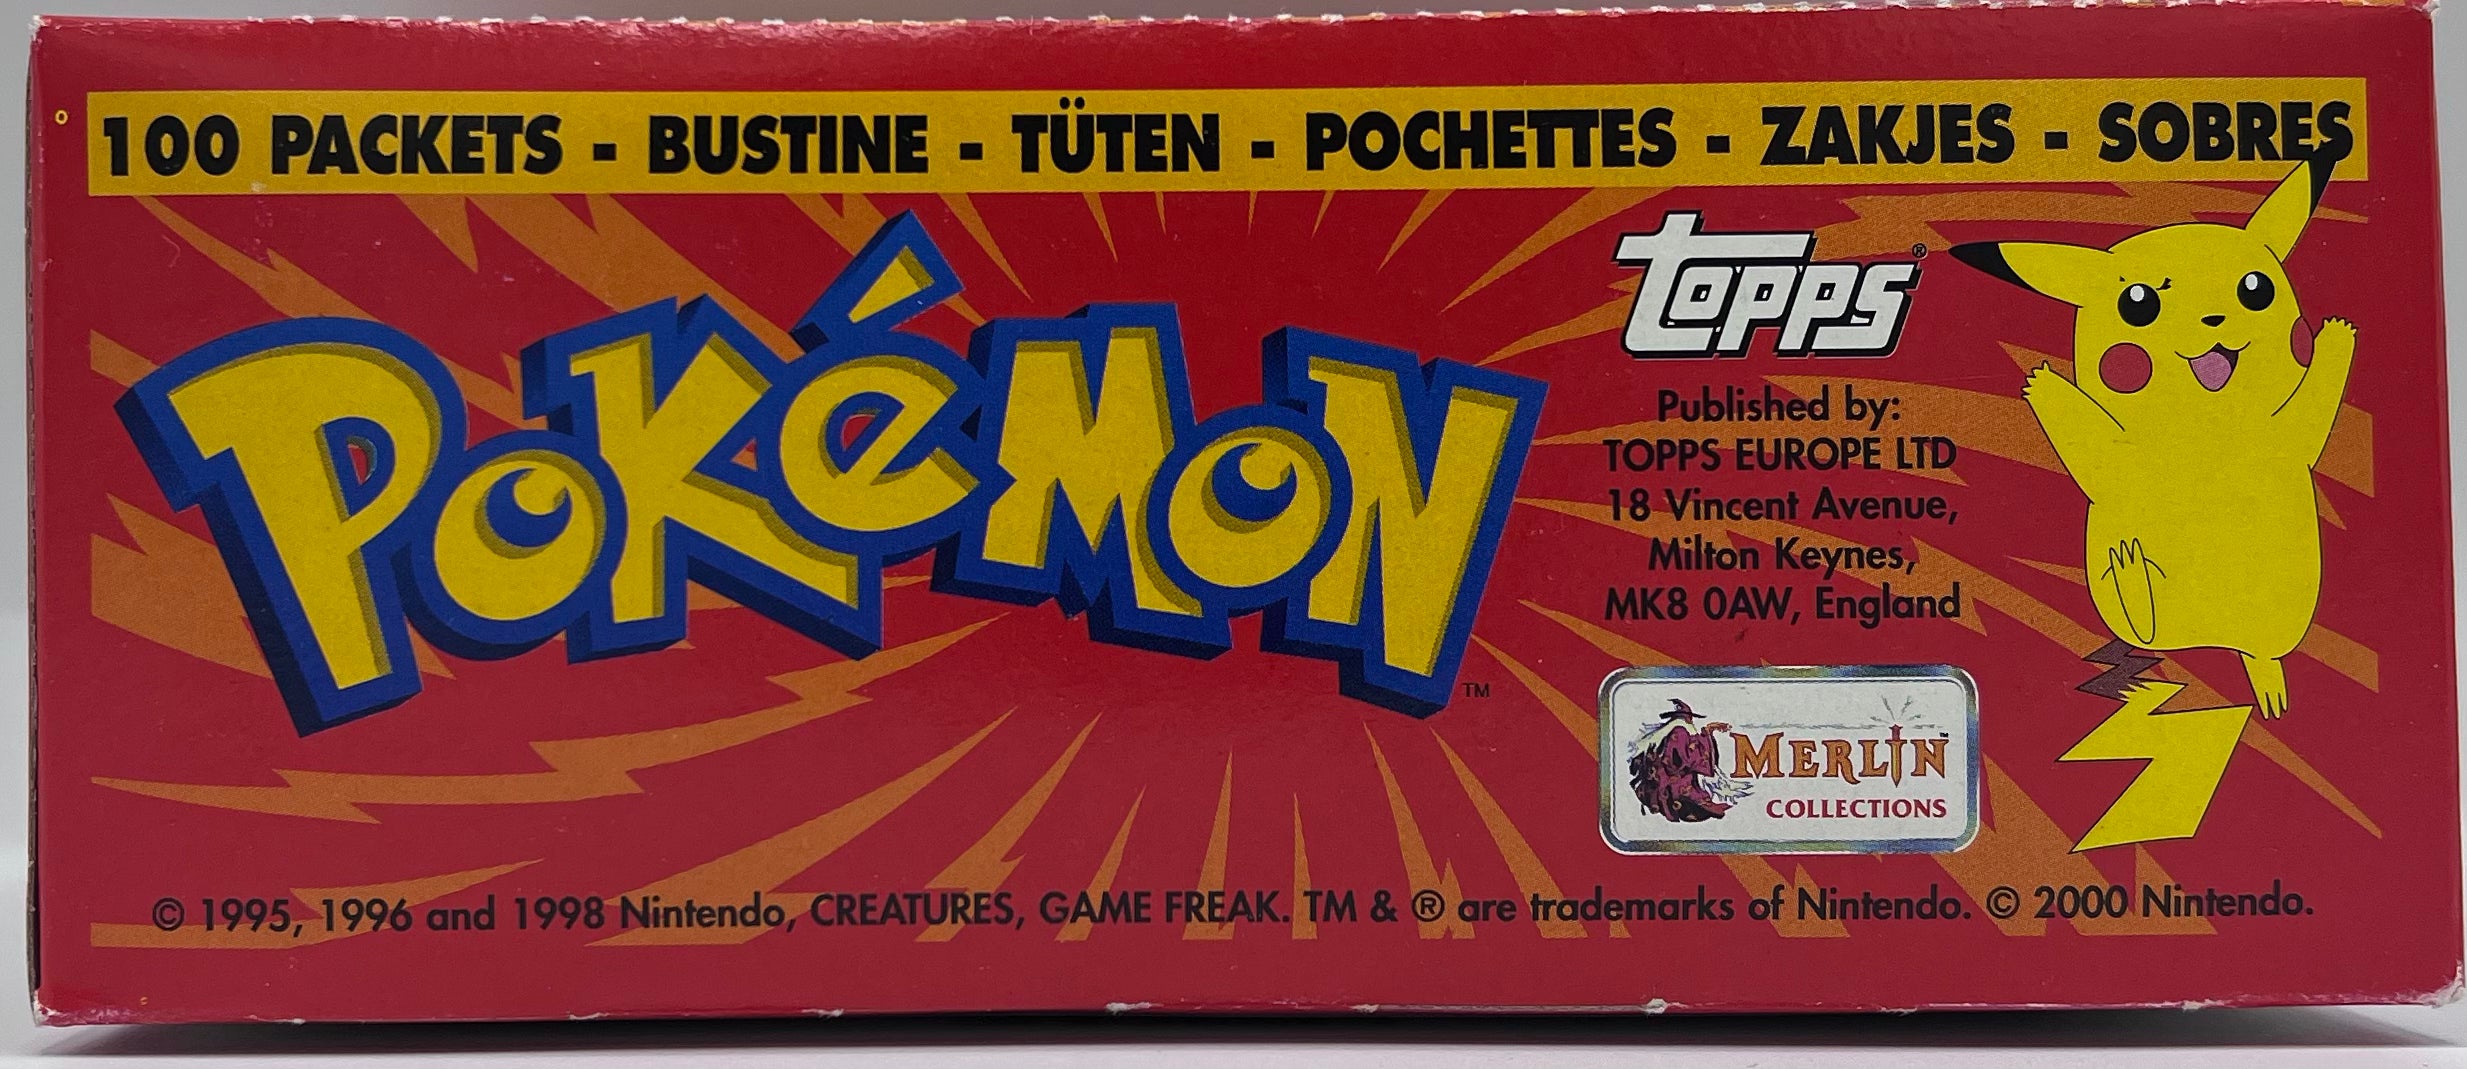 100 PACKETS - BUSTINE - TÜTEN - POCHETTES - ZAKJES - SOBRES
POKéMON
TM
topps®
Published by:
TOPPS EUROPE LTD
18 Vincent Avenue,
Milton Keynes,
MK8 0AW, England
MERLIN™
COLLECTIONS
© 1995, 1996 and 1998 Nintendo, CREATURES, GAME FREAK. TM & ® are trademarks of Nintendo. © 2000 Nintendo.